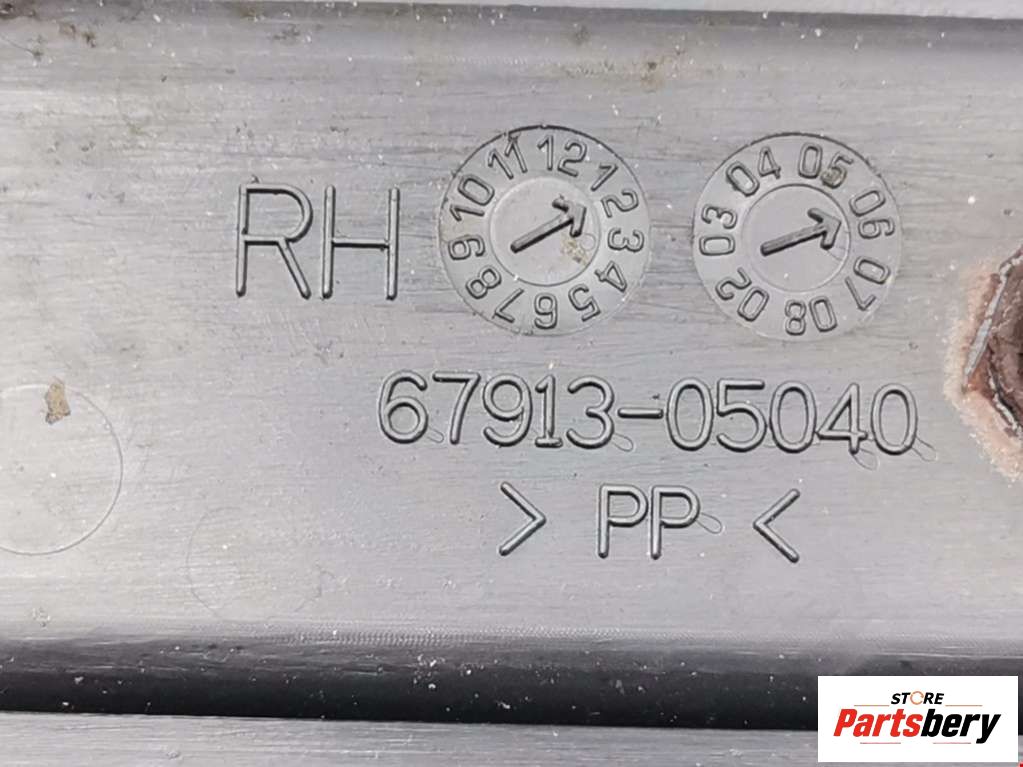 RH
12 1 2 3 4 5 6 7 8 9 10 11
02 03 04 05 06 07 08
67913-05040
> PP <
STORE
Partsbery